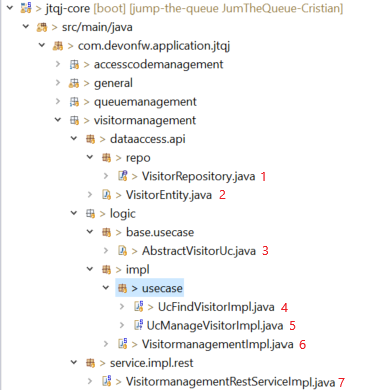 > jtqj-core [boot] [jump-the-queue JumTheQueue-Cristian]
> src/main/java
> com.devonfw.application.jtqj
> accesscodemanagement
> general
> queuemanagement
> visitormanagement
> dataaccess.api
> repo
> VisitorRepository.java 1
> VisitorEntity.java 2
> logic
> base.usecase
> AbstractVisitorUc.java 3
> impl
> usecase
> UcFindVisitorImpl.java 4
> UcManageVisitorImpl.java 5
> VisitormanagementImpl.java 6
> service.impl.rest
> VisitormanagementRestServiceImpl.java 7